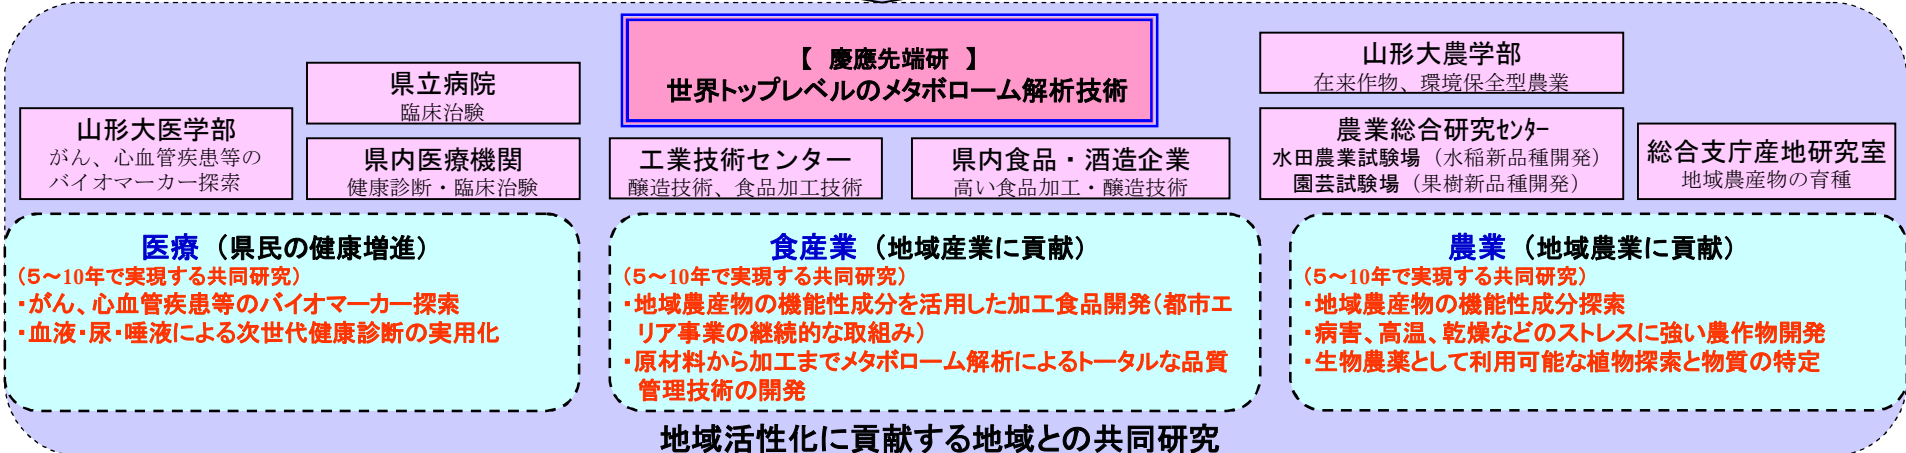 【 慶應先端研 】
世界トップレベルのメタボローム解析技術
県立病院
臨床治験
山形大医学部
がん、心血管疾患等の
バイオマーカー探索
県内医療機関
健康診断・臨床治験
工業技術センター
醸造技術、食品加工技術
県内食品・酒造企業
高い食品加工・醸造技術
山形大農学部
在来作物、環境保全型農業
農業総合研究ｾﾝﾀｰ
水田農業試験場（水稲新品種開発）
園芸試験場（果樹新品種開発）
総合支庁産地研究室
地域農産物の育種
医療（県民の健康増進）
（５～10年で実現する共同研究）
・がん、心血管疾患等のバイオマーカー探索
・血液・尿・唾液による次世代健康診断の実用化
食産業（地域産業に貢献）
（５～10年で実現する共同研究）
・地域農産物の機能性成分を活用した加工食品開発（都市エ
リア事業の継続的な取組み）
・原材料から加工までメタボローム解析によるトータルな品質
管理技術の開発
農業（地域農業に貢献）
（５～10年で実現する共同研究）
・地域農産物の機能性成分探索
・病害、高温、乾燥などのストレスに強い農作物開発
・生物農薬として利用可能な植物探索と物質の特定
地域活性化に貢献する地域との共同研究